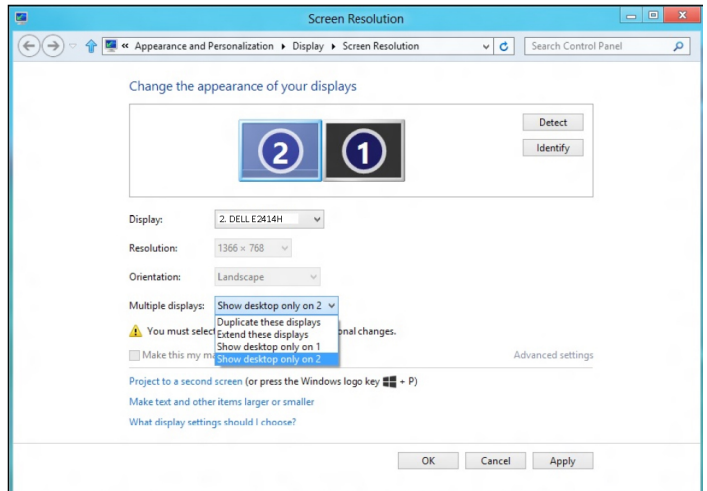 Screen Resolution
« Appearance and Personalization ▸ Display ▸ Screen Resolution
Search Control Panel
Change the appearance of your displays
2
1
Detect
Identify
Display:
2. DELL E2414H
Resolution:
1366 × 768
Orientation:
Landscape
Multiple displays:
Show desktop only on 2
Duplicate these displays
Extend these displays
Show desktop only on 1
Show desktop only on 2
You must select
onal changes.
Make this my
Advanced settings
Project to a second screen (or press the Windows logo key + P)
Make text and other items larger or smaller
What display settings should I choose?
OK
Cancel
Apply